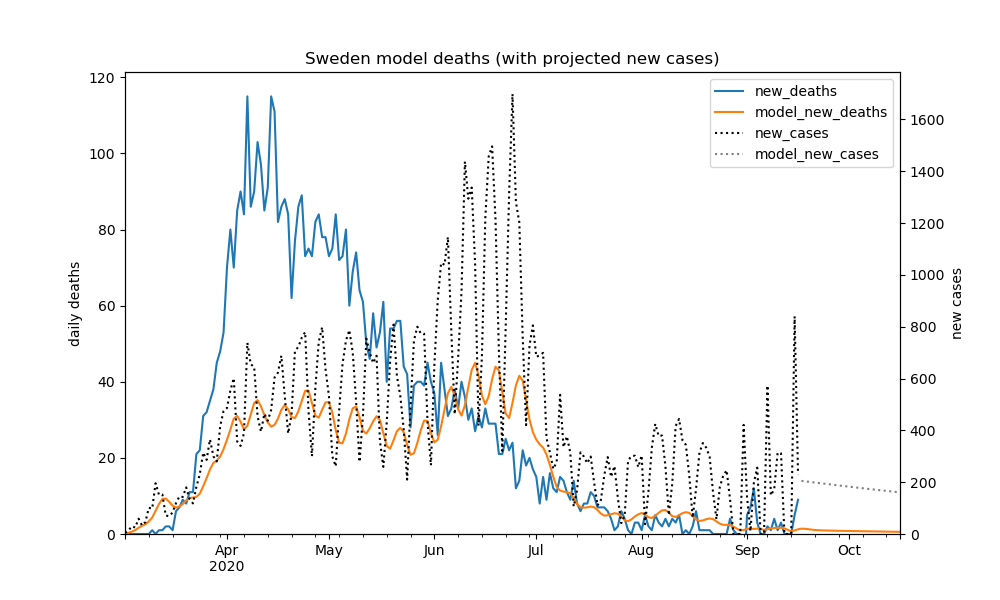 Sweden model deaths (with projected new cases)
new_deaths
model_new_deaths
new_cases
model_new_cases
daily deaths
120
100
80
60
40
20
0
new cases
1600
1400
1200
1000
800
600
400
200
0
Apr
2020
May
Jun
Jul
Aug
Sep
Oct